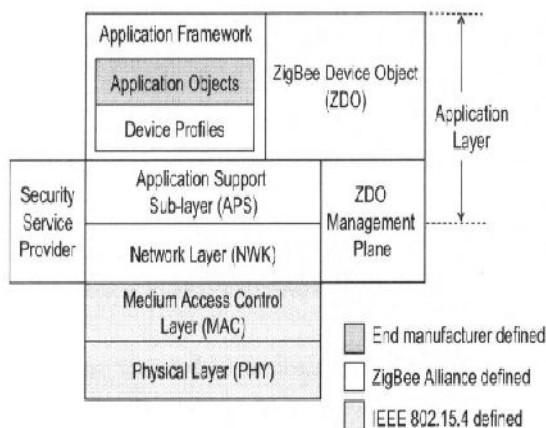 Application Framework
Application Objects
Device Profiles
ZigBee Device Object
(ZDO)
Application
Layer
Security
Service
Provider
Application Support
Sub-layer (APS)
Network Layer (NWK)
ZDO
Management
Plane
Medium Access Control
Layer (MAC)
Physical Layer (PHY)
End manufacturer defined
ZigBee Alliance defined
IEEE 802.15.4 defined